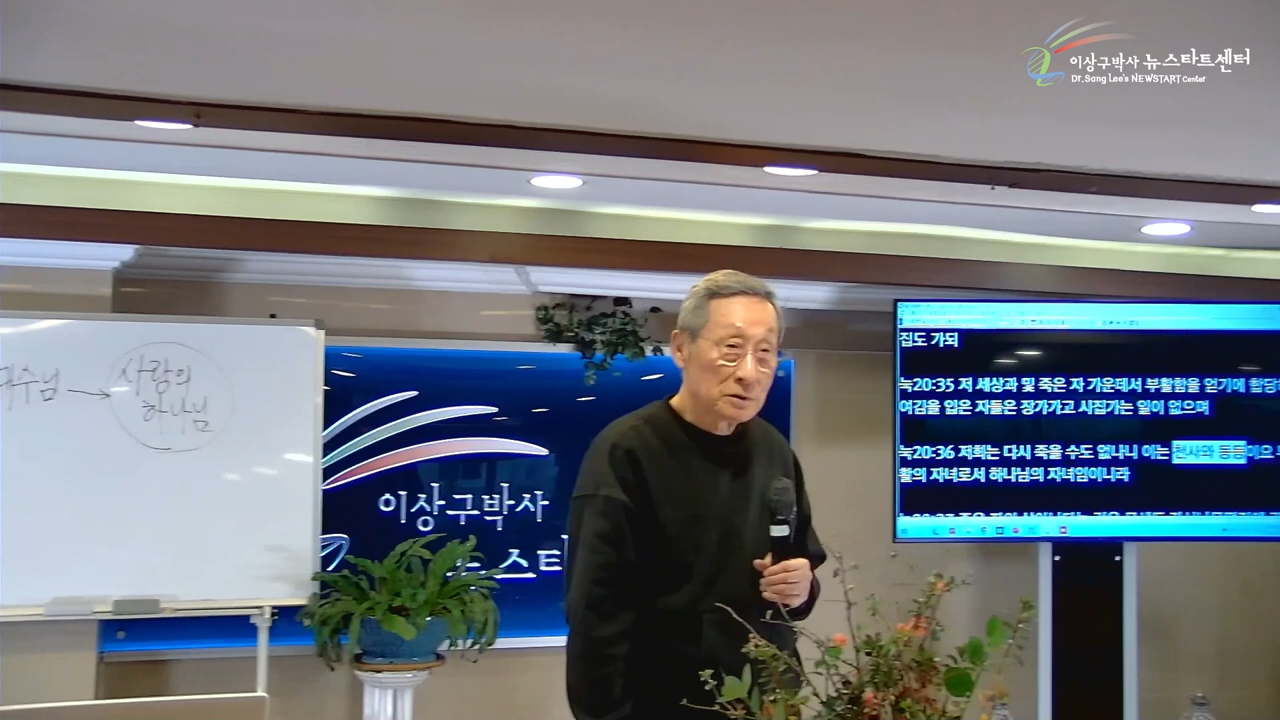 이상구박사 뉴스타트센터
Dr. Sang Lee's NEWSTART Center
사랑의
하나님
이상구박사
뉴스타
집도 가되
눅20:35 저 세상과 및 죽은 자 가운데서 부활함을 얻기에 합당
여김을 입은 자들은 장가가고 시집가는 일이 없으며
눅20:36 저희는 다시 죽을 수도 없나니 이는 천사와 동등이요
활의 자녀로서 하나님의 자녀임이니라